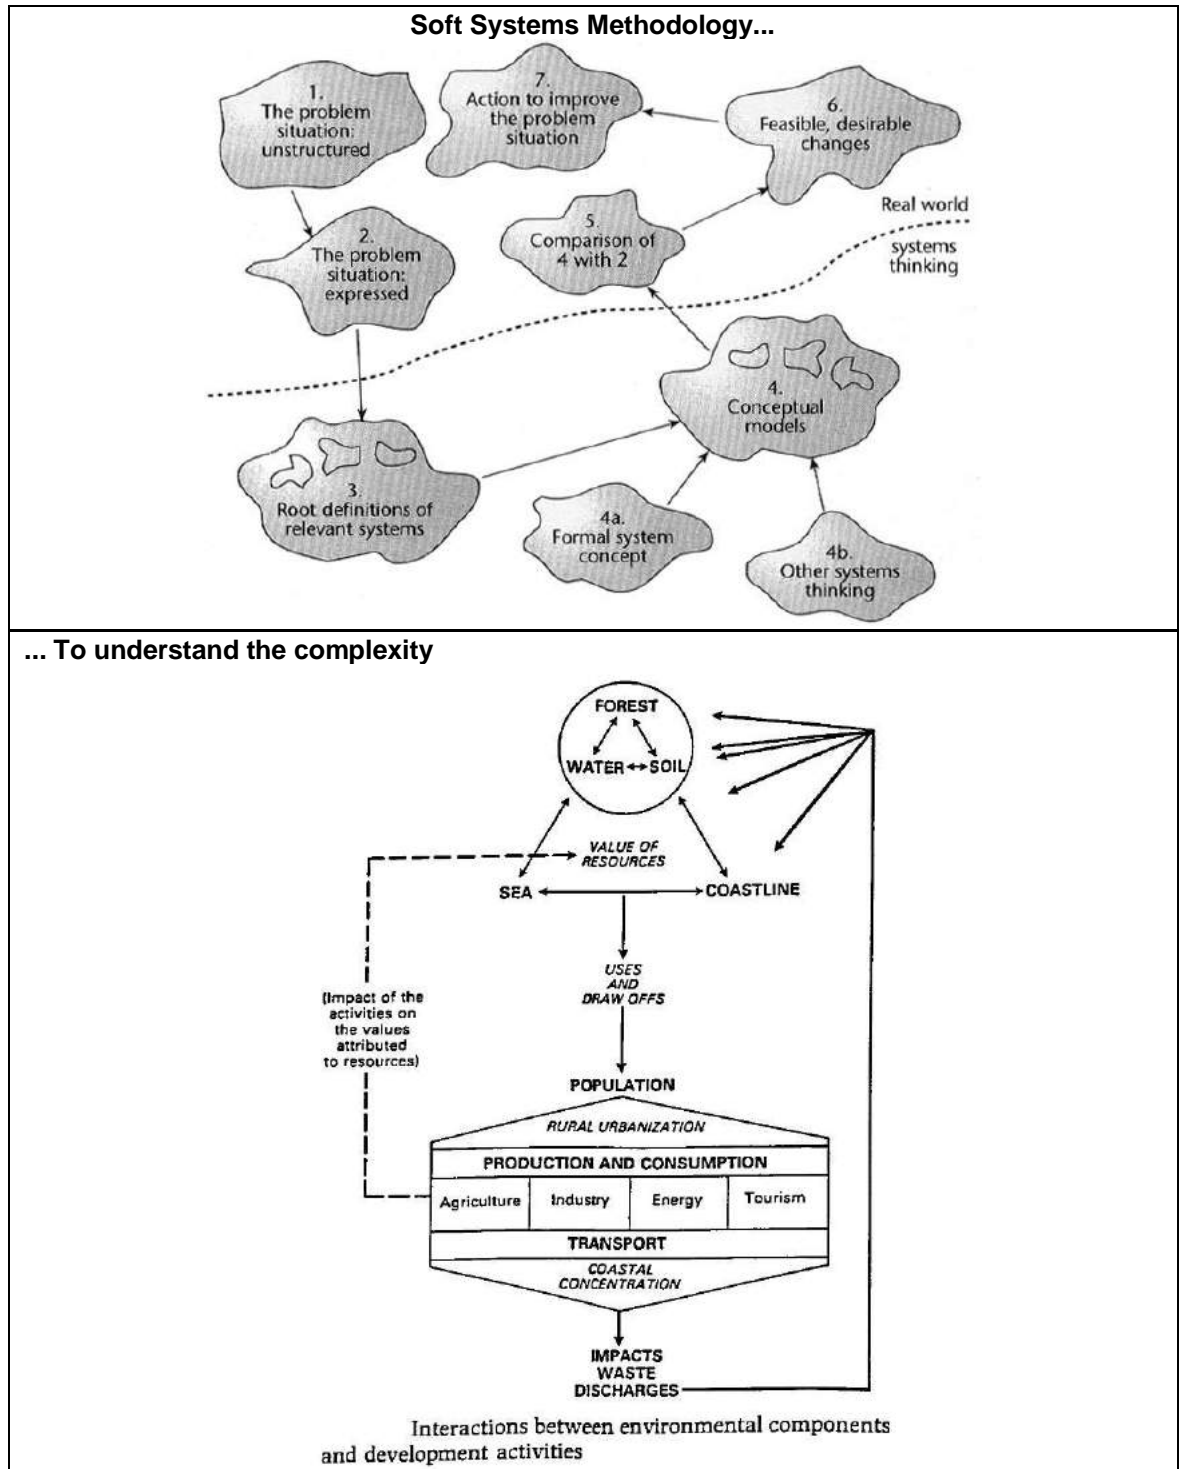 Soft Systems Methodology...
1.
The problem
situation:
unstructured
7.
Action to improve
the problem
situation
6.
Feasible, desirable
changes
Real world
systems
thinking
2.
The problem
situation:
expressed
5.
Comparison of
4 with 2
4.
Conceptual
models
3.
Root definitions of
relevant systems
4a.
Formal system
concept
4b.
Other systems
thinking
... To understand the complexity
FOREST
WATER
SOIL
VALUE OF
RESOURCES
SEA
COASTLINE
USES
AND
DRAW OFFS
(Impact of the
activities on
the values
attributed
to resources)
POPULATION
RURAL URBANIZATION
PRODUCTION AND CONSUMPTION
Agriculture
Industry
Energy
Tourism
TRANSPORT
COASTAL
CONCENTRATION
IMPACTS
WASTE
DISCHARGES
Interactions between environmental components
and development activities